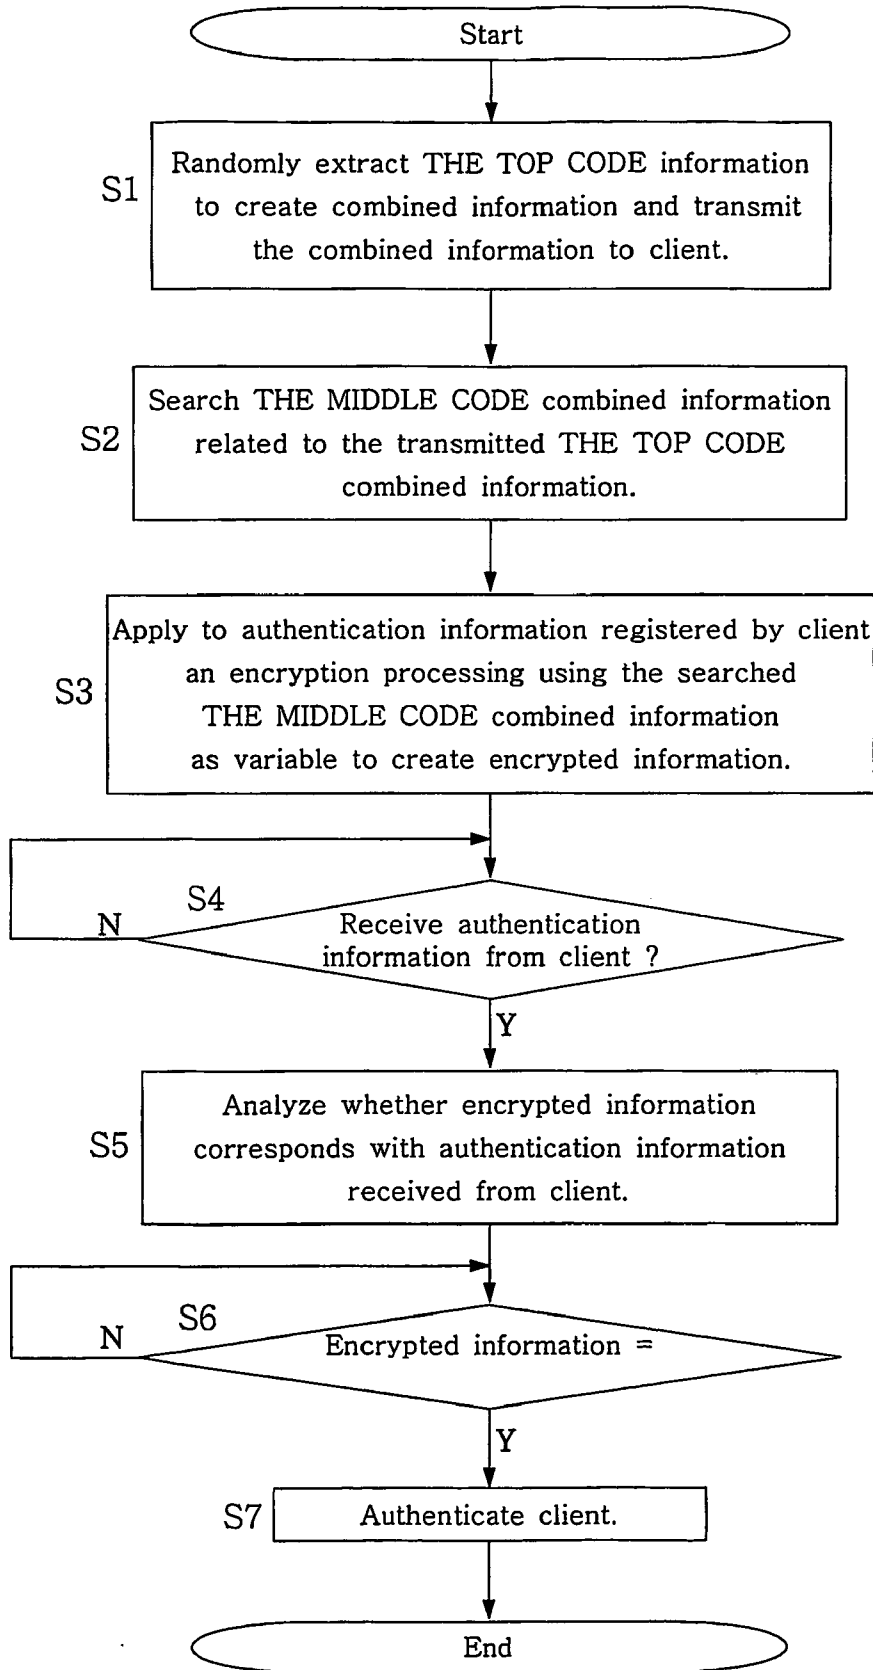 Start
S1
Randomly extract THE TOP CODE information
to create combined information and transmit
the combined information to client.
S2
Search THE MIDDLE CODE combined information
related to the transmitted THE TOP CODE
combined information.
S3
Apply to authentication information registered by client
an encryption processing using the searched
THE MIDDLE CODE combined information
as variable to create encrypted information.
S4
N
Receive authentication
information from client ?
Y
S5
Analyze whether encrypted information
corresponds with authentication information
received from client.
S6
N
Encrypted information =
Y
S7
Authenticate client.
End